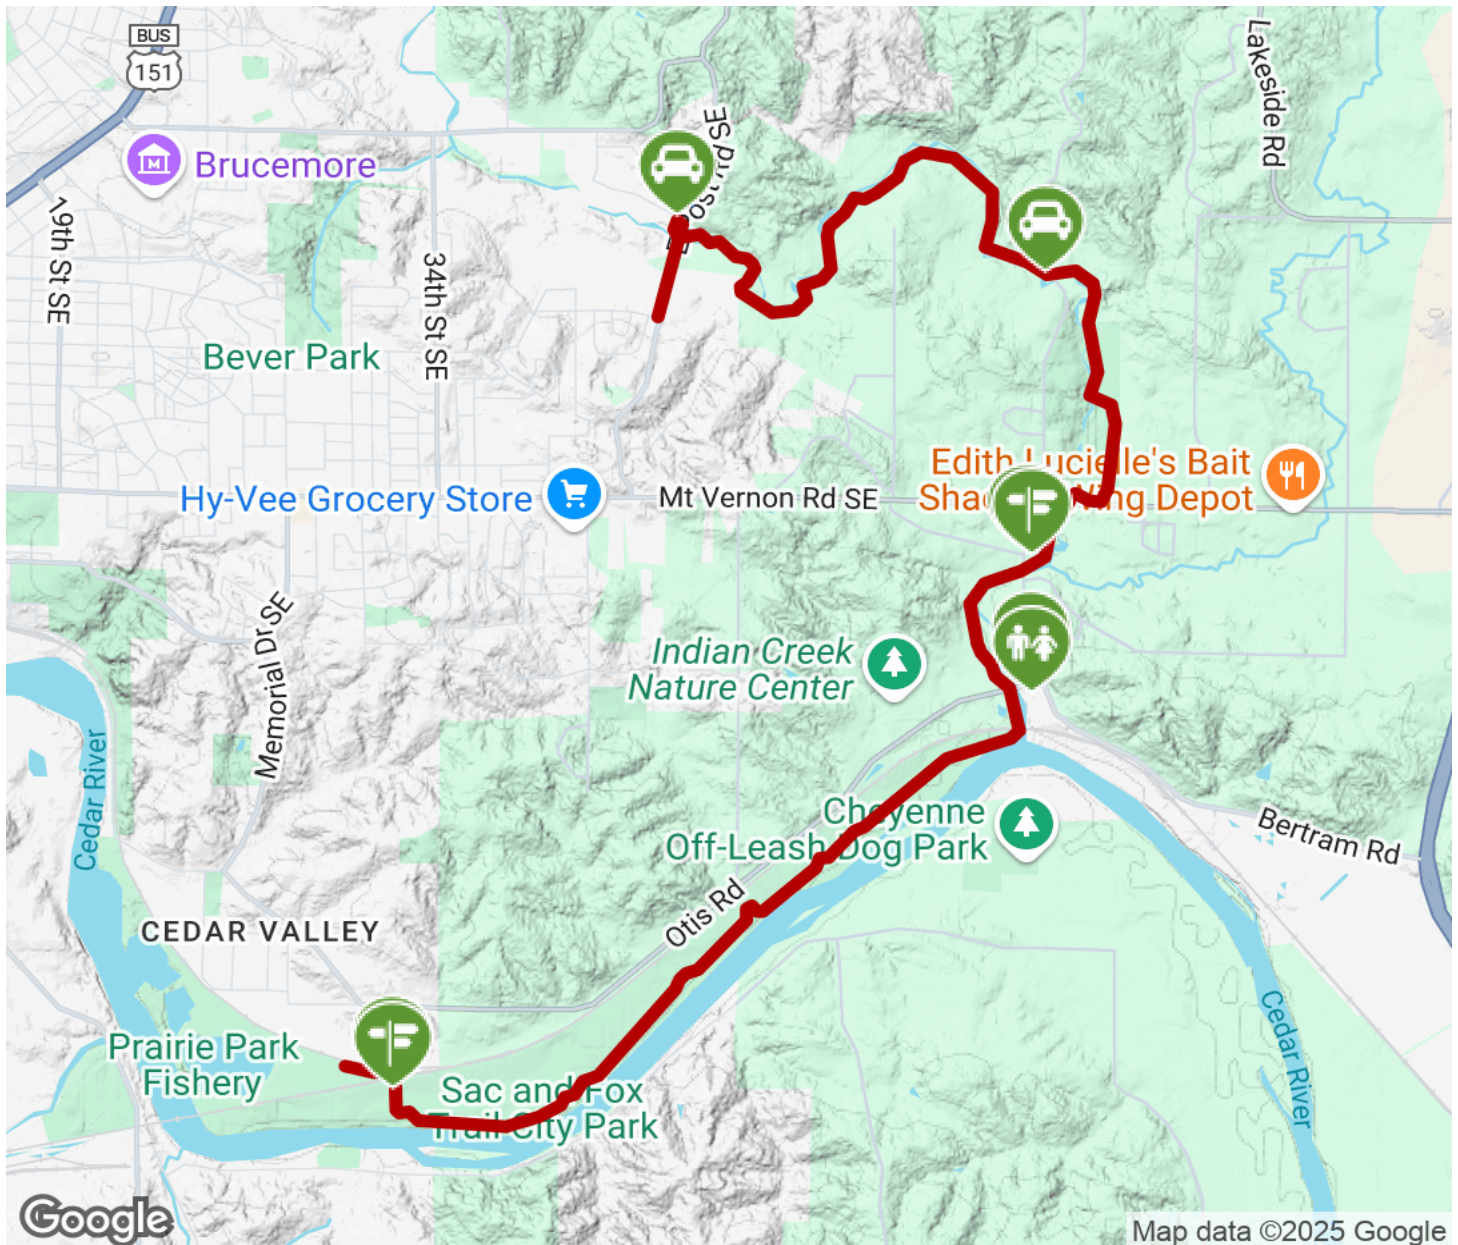 BUS
151
Lakeside Rd
Brucemore
19th St SE
34th St SE
Bever Park
Edith Lucielle's Bait
Hy-Vee Grocery Store
Mt Vernon Rd SE
Wing Depot
Memorial Dr SE
Indian Creek
Nature Center
Cedar River
Cheyenne
Off-Leash Dog Park
Bertram Rd
Otis Rd
CEDAR VALLEY
Cedar River
Prairie Park
Fishery
Sac and Fox
Trail City Park
Google
Map data ©2025 Google